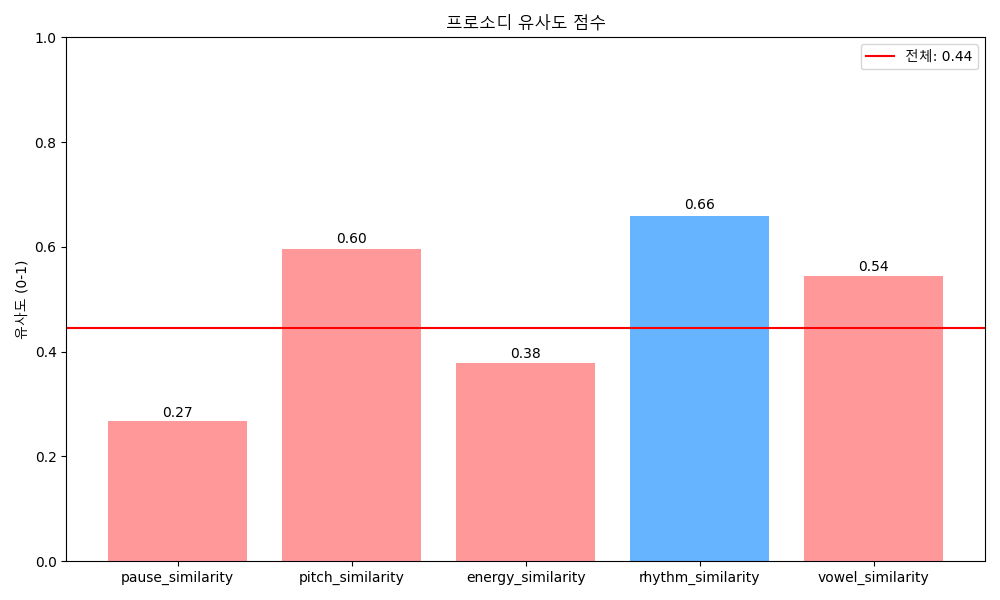 프로소디 유사도 점수
전체: 0.44
유사도 (0-1)
1.0
0.8
0.6
0.4
0.2
0.0
0.27
0.60
0.38
0.66
0.54
pause_similarity
pitch_similarity
energy_similarity
rhythm_similarity
vowel_similarity